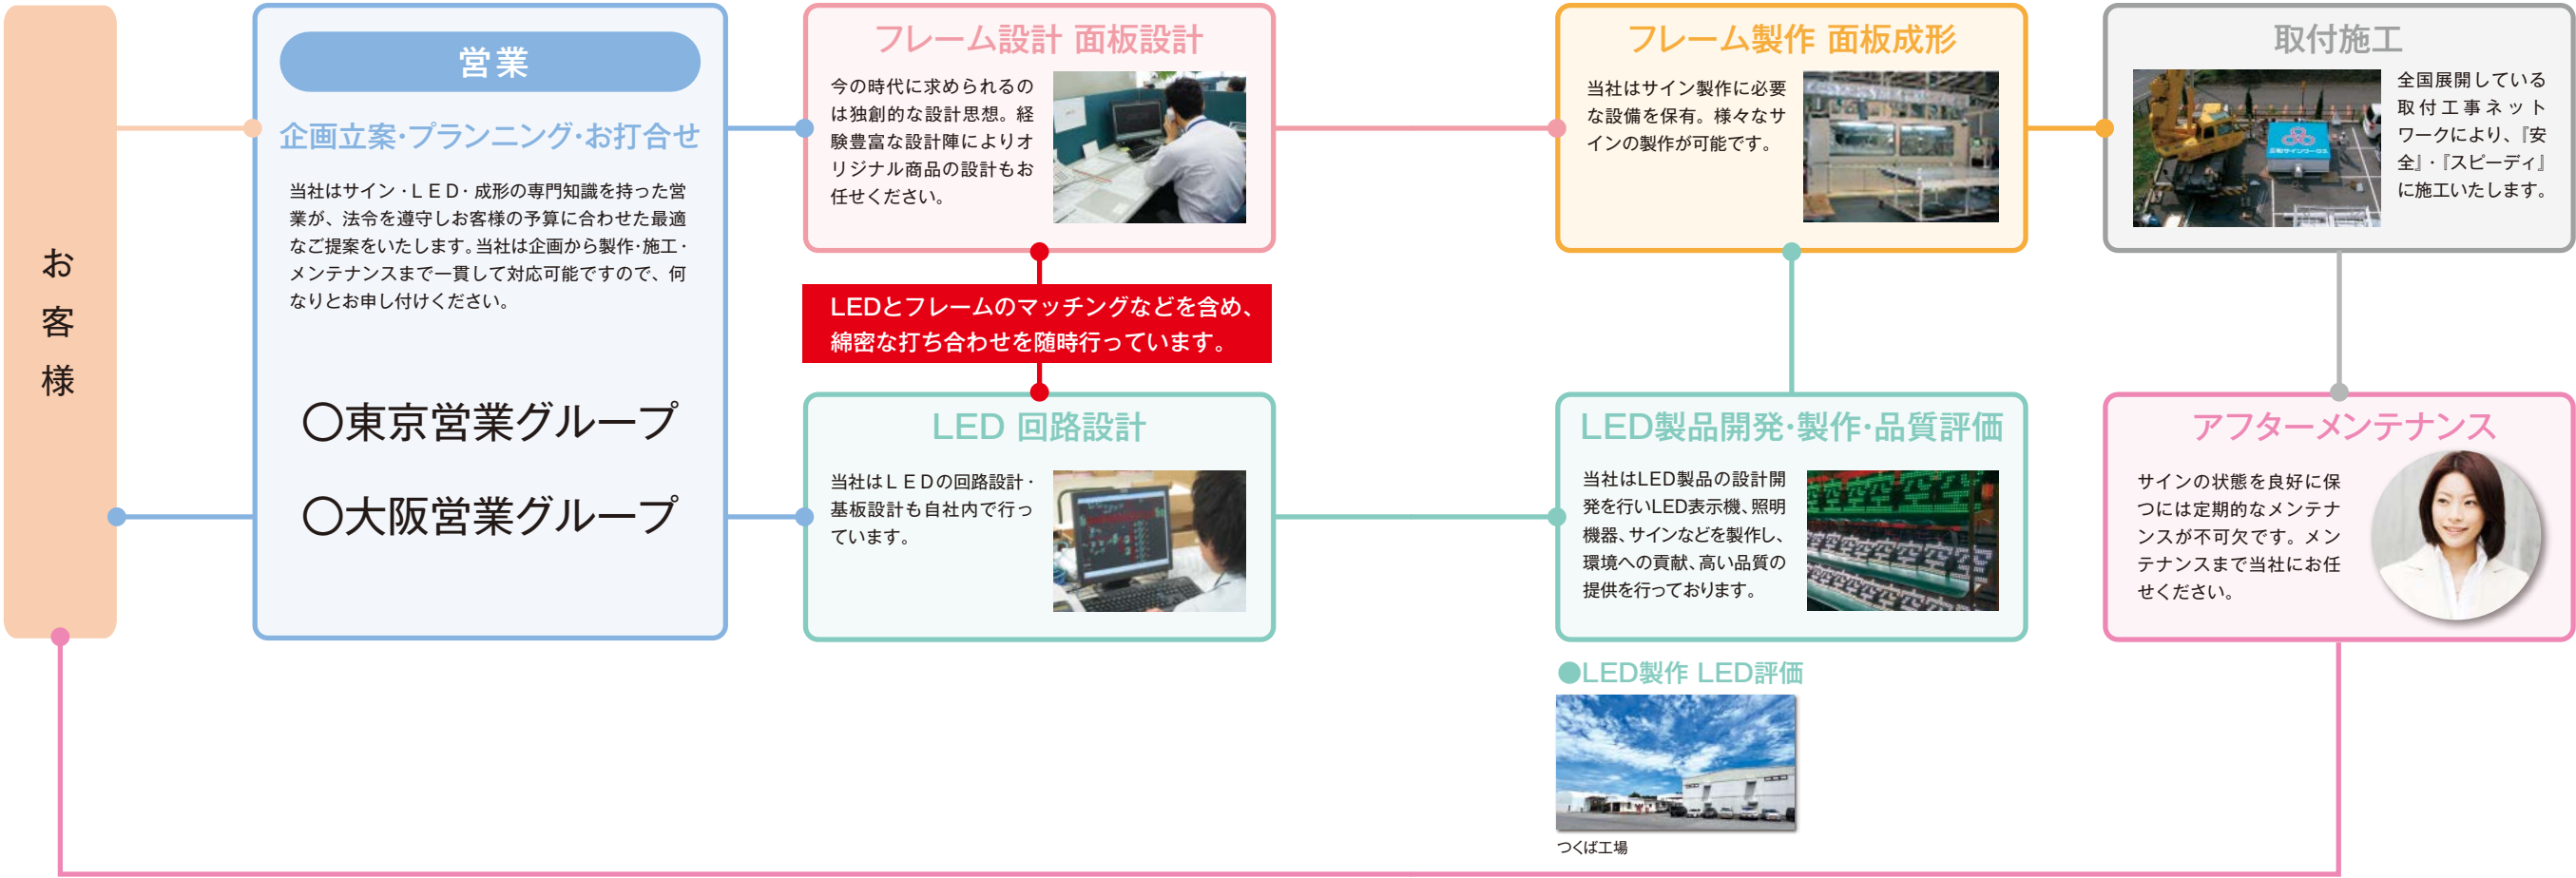 お客様
営業
企画立案・プランニング・お打合せ
当社はサイン・LED・成形の専門知識を持った営
業が、法令を遵守しお客様の予算に合わせた最適
なご提案をいたします。当社は企画から製作・施工・
メンテナンスまで一貫して対応可能ですので、何
なりとお申し付けください。
〇東京営業グループ
〇大阪営業グループ
フレーム設計 面板設計
今の時代に求められるの
は独創的な設計思想。経
験豊富な設計陣によりオ
リジナル商品の設計もお
任せください。
LEDとフレームのマッチングなどを含め、
綿密な打ち合わせを随時行っています。
LED 回路設計
当社はLEDの回路設計・
基板設計も自社内で行っ
ています。
フレーム製作 面板成形
当社はサイン製作に必要
な設備を保有。様々なサ
インの製作が可能です。
LED製品開発・製作・品質評価
当社はLED製品の設計開
発を行いLED表示機、照明
機器、サインなどを製作し、
環境への貢献、高い品質の
提供を行っております。
●LED製作 LED評価
つくば工場
取付施工
三和サインワークス
全国展開している
取付工事ネット
ワークにより、『安
全』・『スピーディ』
に施工いたします。
アフターメンテナンス
サインの状態を良好に保
つには定期的なメンテナ
ンスが不可欠です。メン
テナンスまで当社にお任
せください。